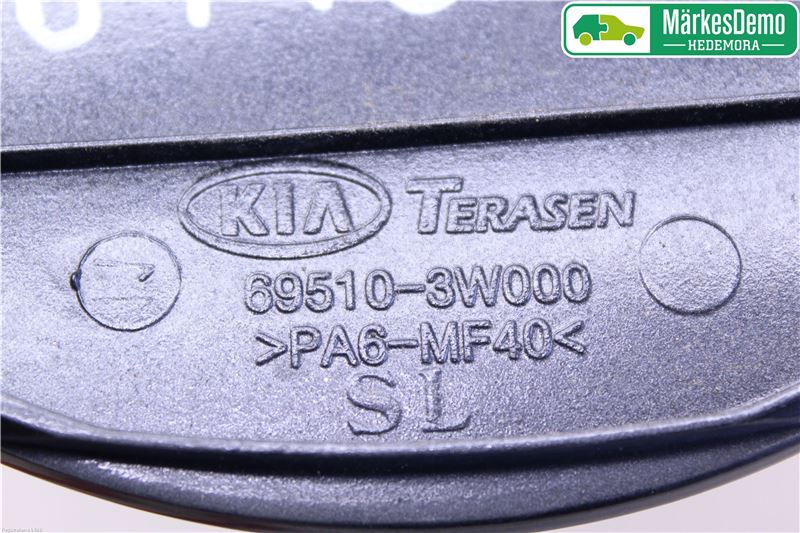 MärkesDemo
HEDEMORA
KIA TERASEN
69510-3W000
>PA6-MF40<
SL